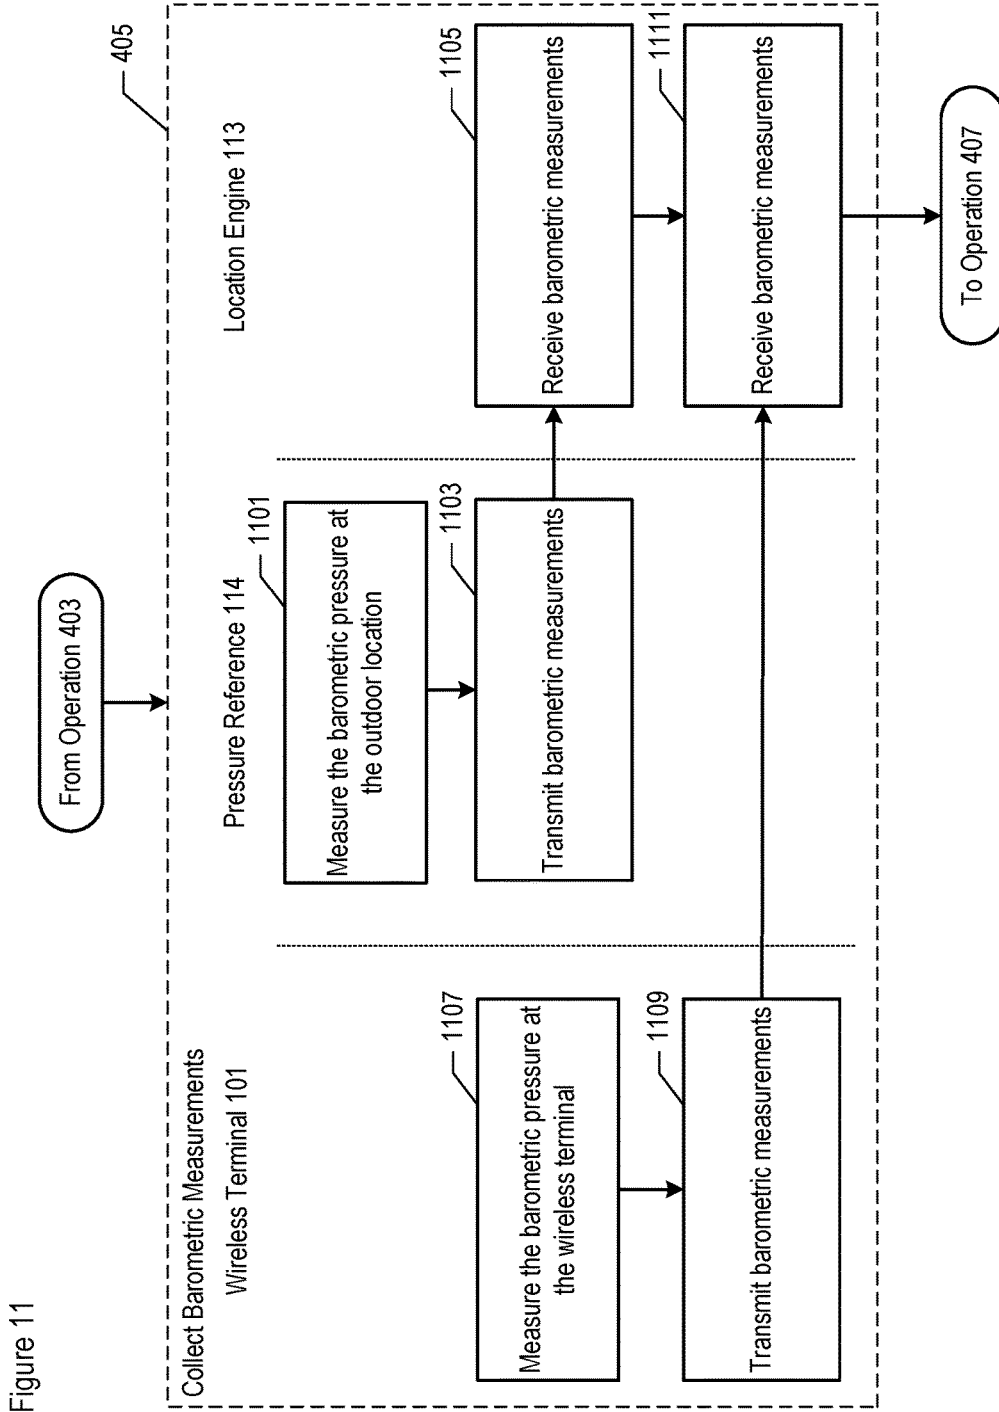 Figure 11
From Operation 403
405
Collect Barometric Measurements
Wireless Terminal 101
Pressure Reference 114
Location Engine 113
1101
Measure the barometric pressure at
the outdoor location
1107
Measure the barometric pressure at
the wireless terminal
1103
Transmit barometric measurements
1105
Receive barometric measurements
1109
Transmit barometric measurements
1111
Receive barometric measurements
To Operation 407